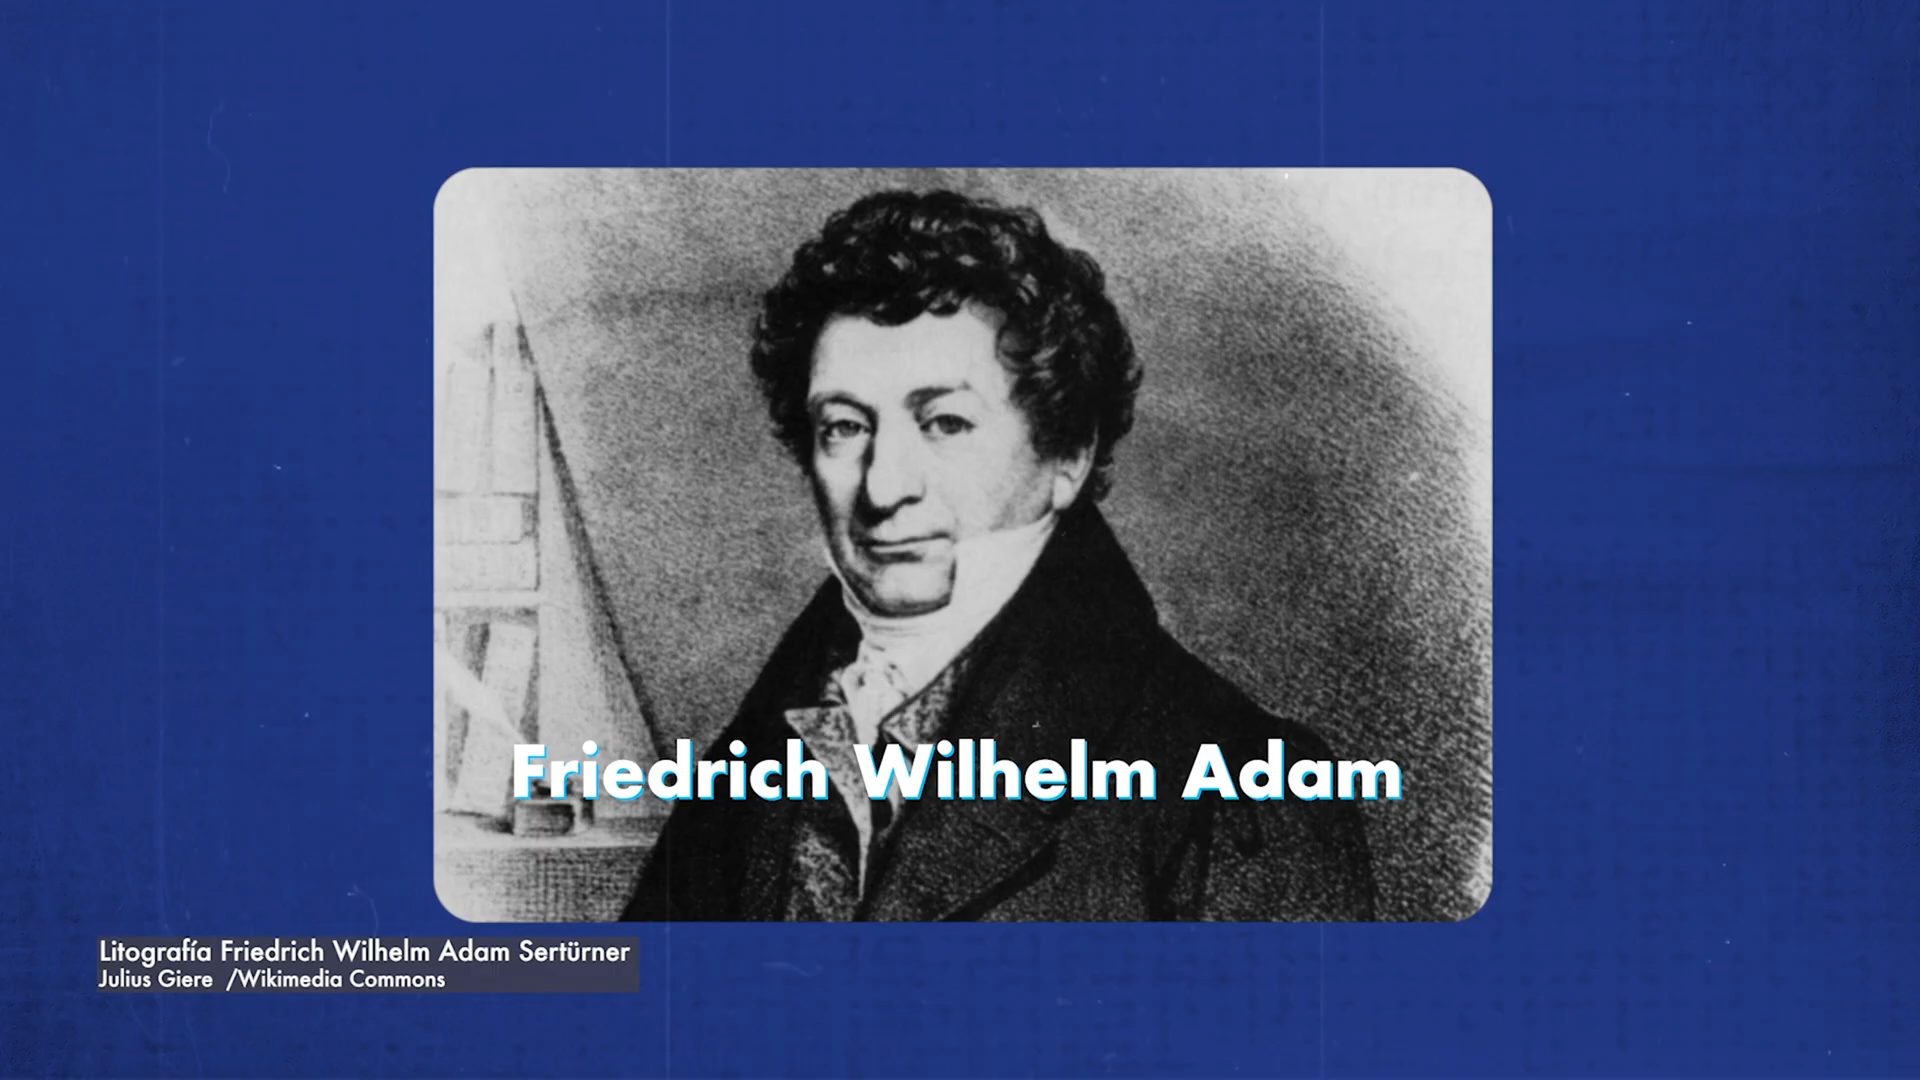 Friedrich Wilhelm Adam
Litografía Friedrich Wilhelm Adam Sertürner
Julius Giere /Wikimedia Commons